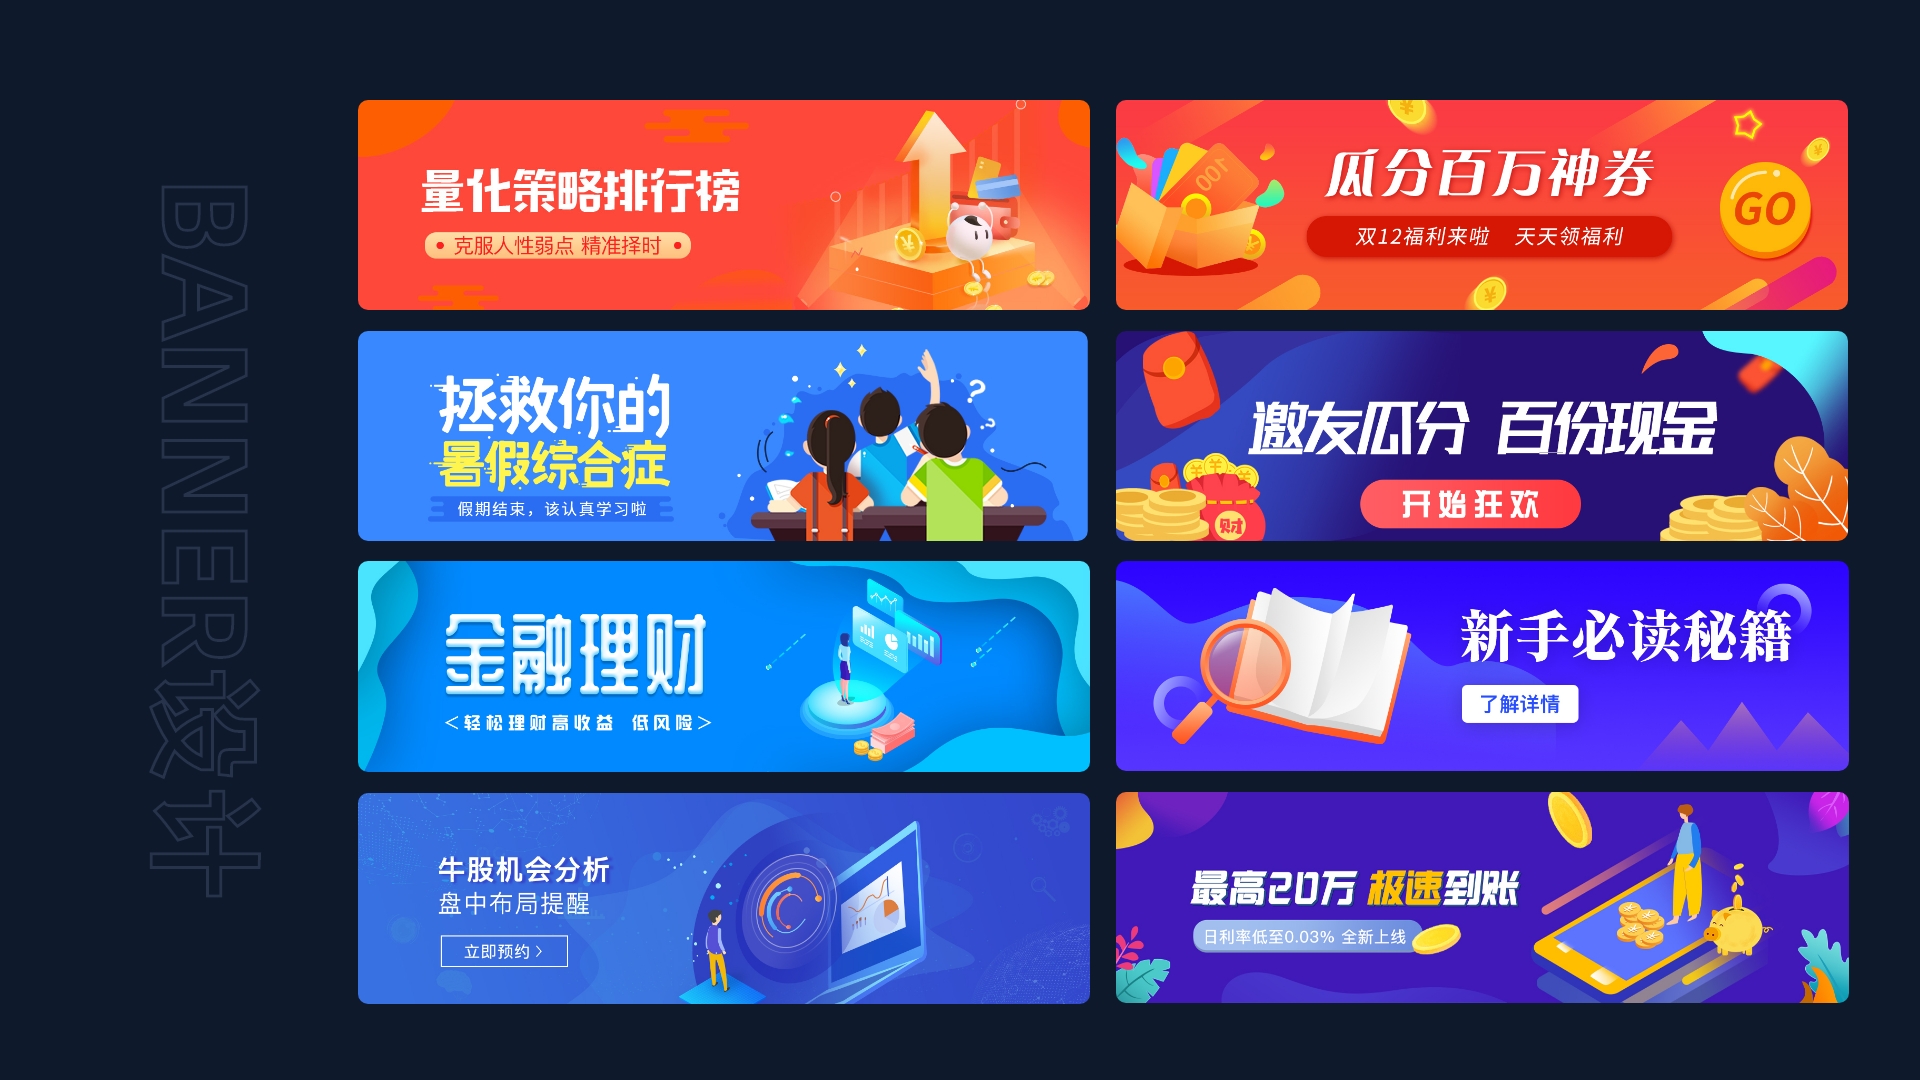 BANNER设计
量化策略排行榜
克服人性弱点 精准择时
瓜分百万神券
双12福利来啦 天天领福利
100
GO
拯救你的
暑假综合症
假期结束，该认真学习啦
邀友瓜分 百份现金
开始狂欢
财
金融理财
<轻松理财高收益 低风险>
新手必读秘籍
了解详情
牛股机会分析
盘中布局提醒
立即预约>
最高20万 极速到账
日利率低至0.03% 全新上线